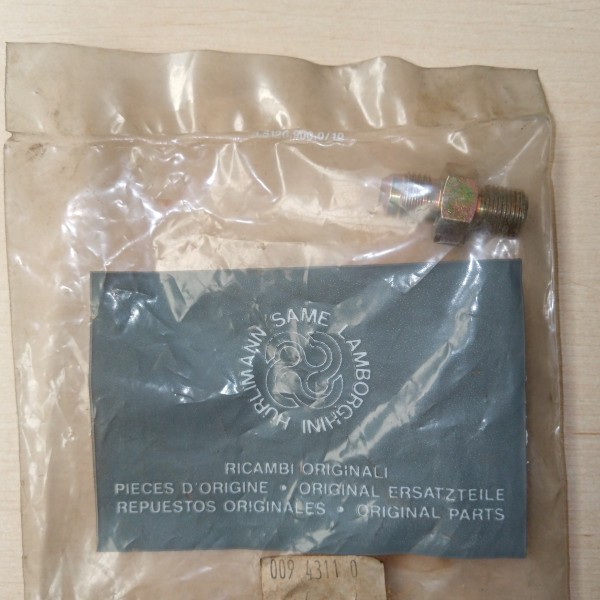 HÜRLIMANN SAME LAMBORGHINI
RICAMBI ORIGINALI
PIECES D'ORIGINE • ORIGINAL ERSATZTEILE
REPUESTOS ORIGINALES • ORIGINAL PARTS
009 4311 0